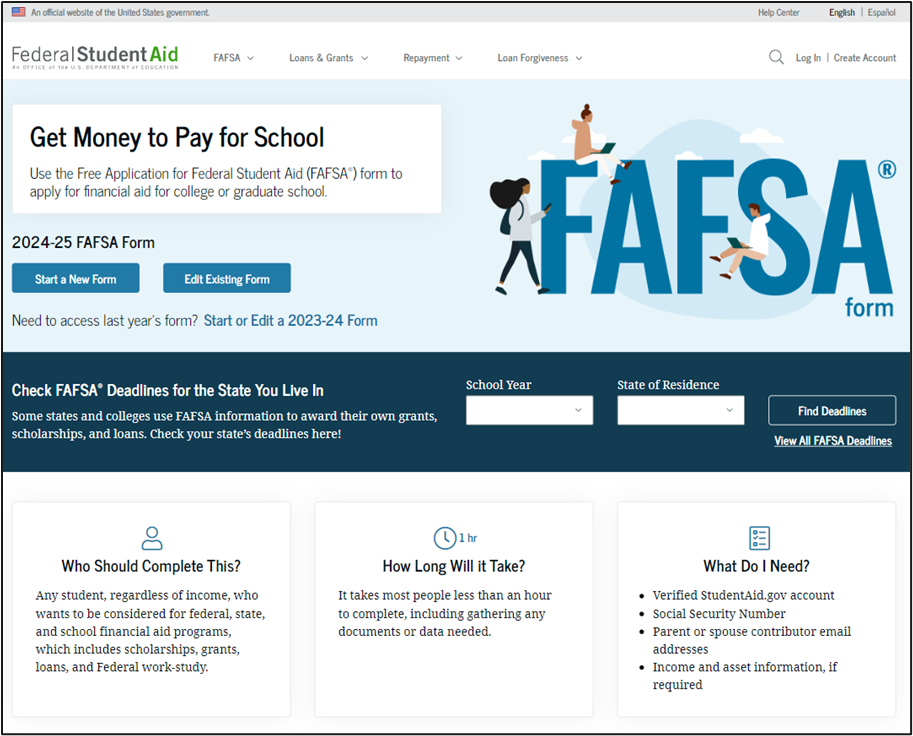 An official website of the United States government.
Help Center
English | Español
Federal Student Aid
An OFFICE of the U.S. DEPARTMENT of EDUCATION
FAFSA
Loans & Grants
Repayment
Loan Forgiveness
Log In | Create Account
Get Money to Pay for School
Use the Free Application for Federal Student Aid (FAFSA®) form to
apply for financial aid for college or graduate school.
2024-25 FAFSA Form
Start a New Form
Edit Existing Form
Need to access last year's form? Start or Edit a 2023-24 Form
FAFSA®
form
Check FAFSA® Deadlines for the State You Live In
Some states and colleges use FAFSA information to award their own grants,
scholarships, and loans. Check your state's deadlines here!
School Year
State of Residence
Find Deadlines
View All FAFSA Deadlines
Who Should Complete This?
Any student, regardless of income, who
wants to be considered for federal, state,
and school financial aid programs,
which includes scholarships, grants,
loans, and Federal work-study.
1 hr
How Long Will it Take?
It takes most people less than an hour
to complete, including gathering any
documents or data needed.
What Do I Need?
• Verified StudentAid.gov account
• Social Security Number
• Parent or spouse contributor email
addresses
• Income and asset information, if
required